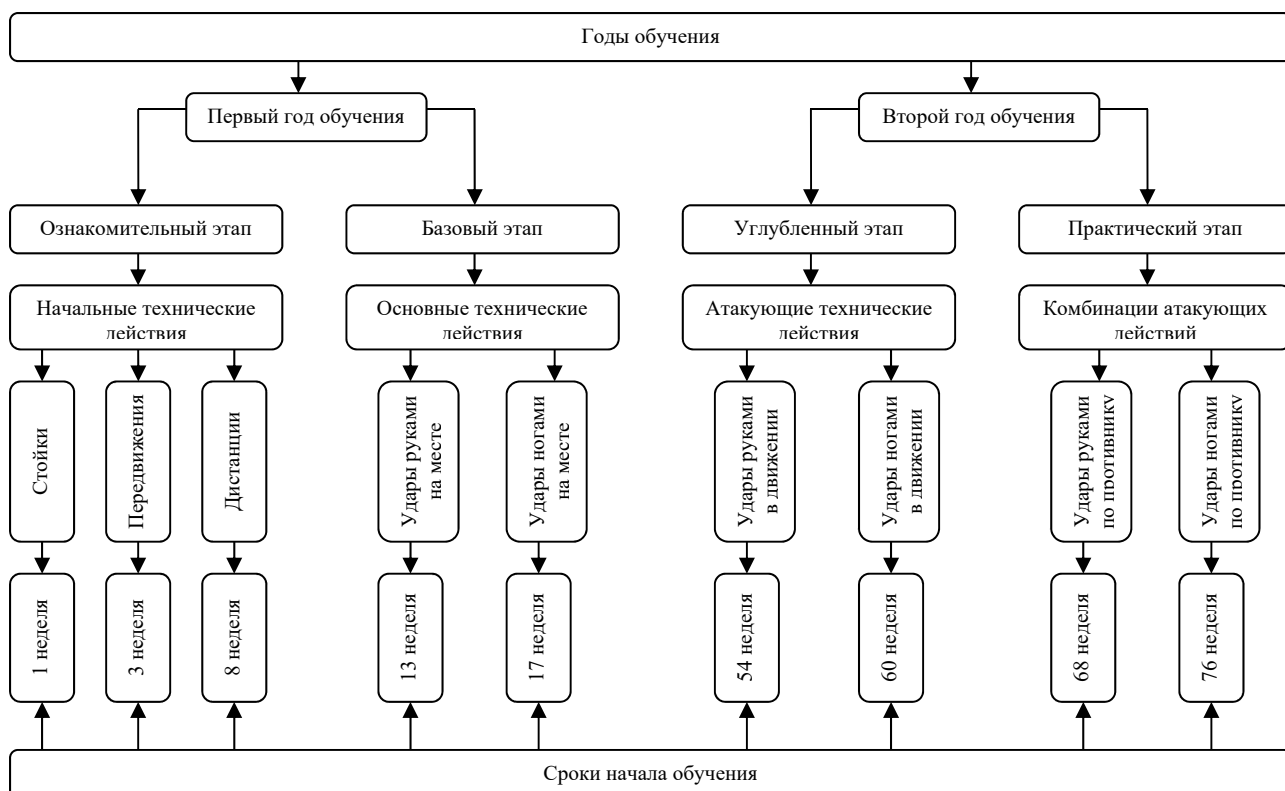 Годы обучения
Первый год обучения
Второй год обучения
Ознакомительный этап
Базовый этап
Углубленный этап
Практический этап
Начальные технические
действия
Основные технические
действия
Атакующие технические
действия
Комбинации атакующих
действий
Стойки
Передвижения
Дистанции
Удары руками
на месте
Удары ногами
на месте
Удары руками
в движении
Удары ногами
в движении
Удары руками
по противнику
Удары ногами
по противнику
1 неделя
3 неделя
8 неделя
13 неделя
17 неделя
54 неделя
60 неделя
68 неделя
76 неделя
Сроки начала обучения